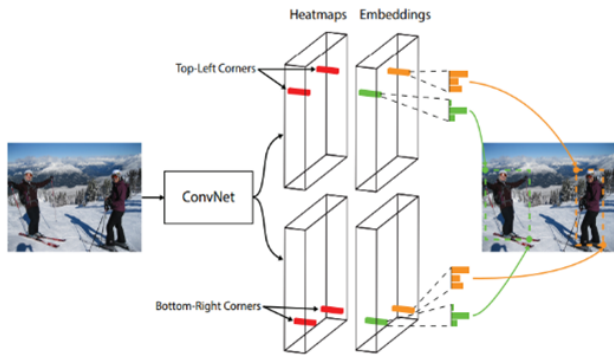 Heatmaps Embeddings
Top-Left Corners
ConvNet
Bottom-Right Corners